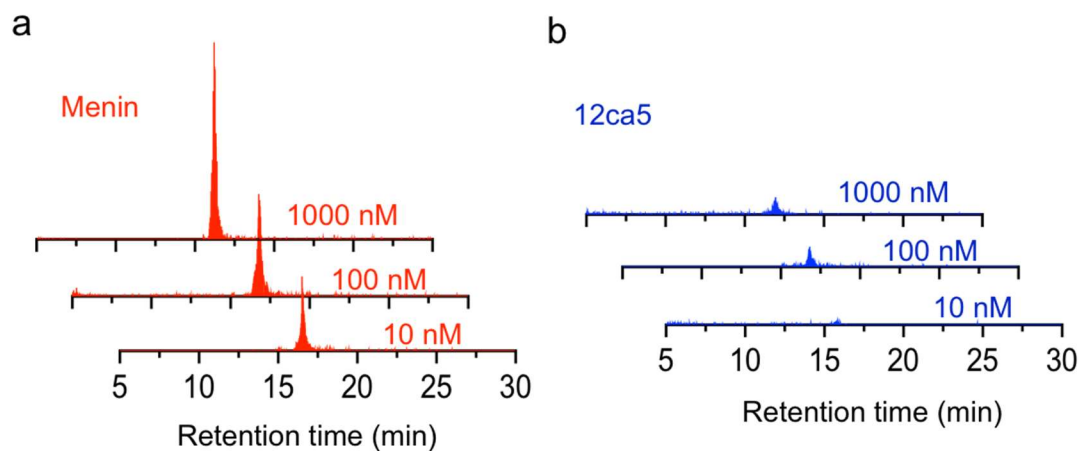 a
Menin
1000 nM
100 nM
10 nM
5 10 15 20 25 30
Retention time (min)
b
12ca5
1000 nM
100 nM
10 nM
5 10 15 20 25 30
Retention time (min)